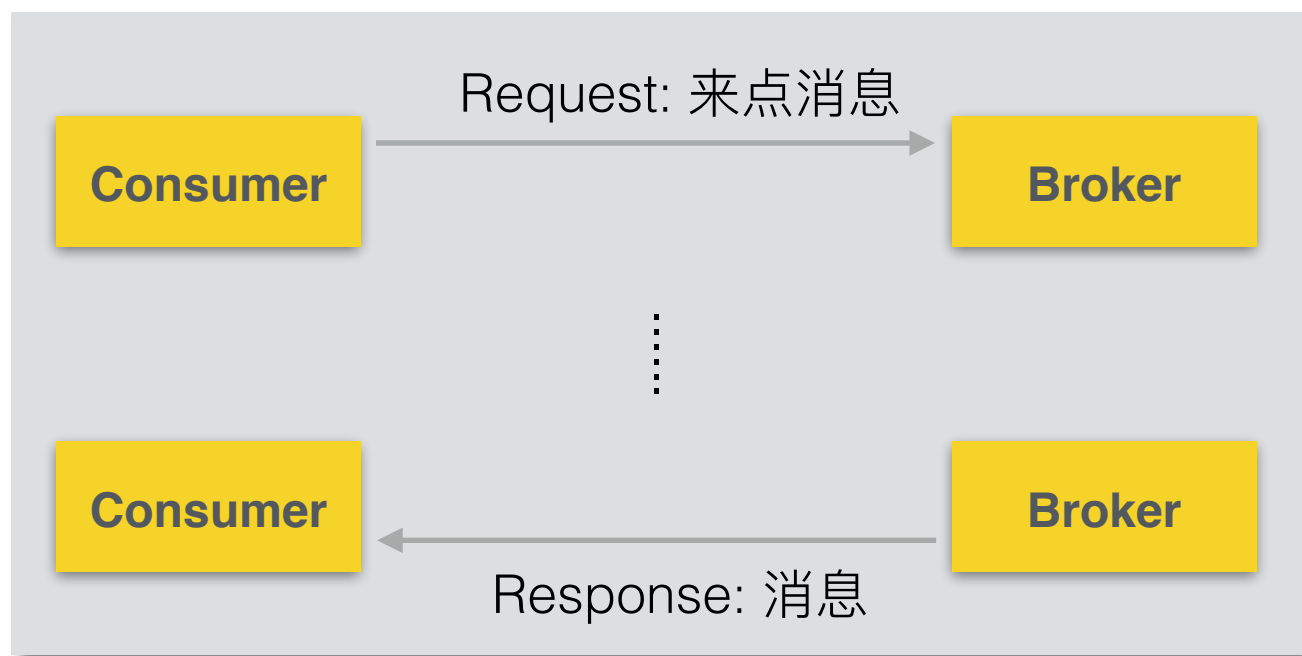 Request: 来点消息
Consumer
Broker
Consumer
Broker
Response: 消息